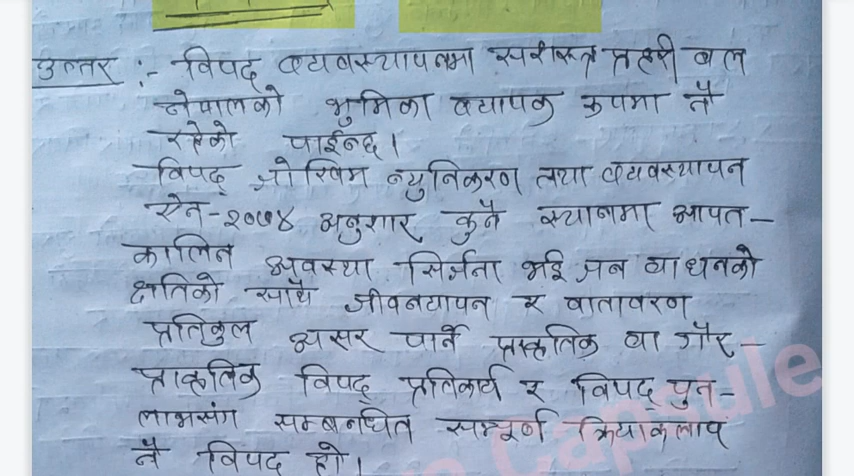 उत्तर :- विपद् व्यवस्थापनमा सशस्त्र प्रहरी बल
नेपालको भुमिका व्यापक रुपमा नै
रहेको पाईन्छ।
विपद् जोखिम न्युनिकरण तथा व्यवस्थापन
ऐन-२०७४ अनुशार कुनै स्थानमा आपत-
कालिन अवस्था सिर्जना भई जन वा धनको
क्षतिको साथै जीवनयापन र वातावरण
प्रतिकुल असर पार्ने प्राकृतिक वा गैर-
प्राकृतिक विपद् प्रतिकार्य र विपद् पुन-
लाभसंग सम्बन्धित सम्पूर्ण क्रियाकलाप
नै विपद हो।
Capsule